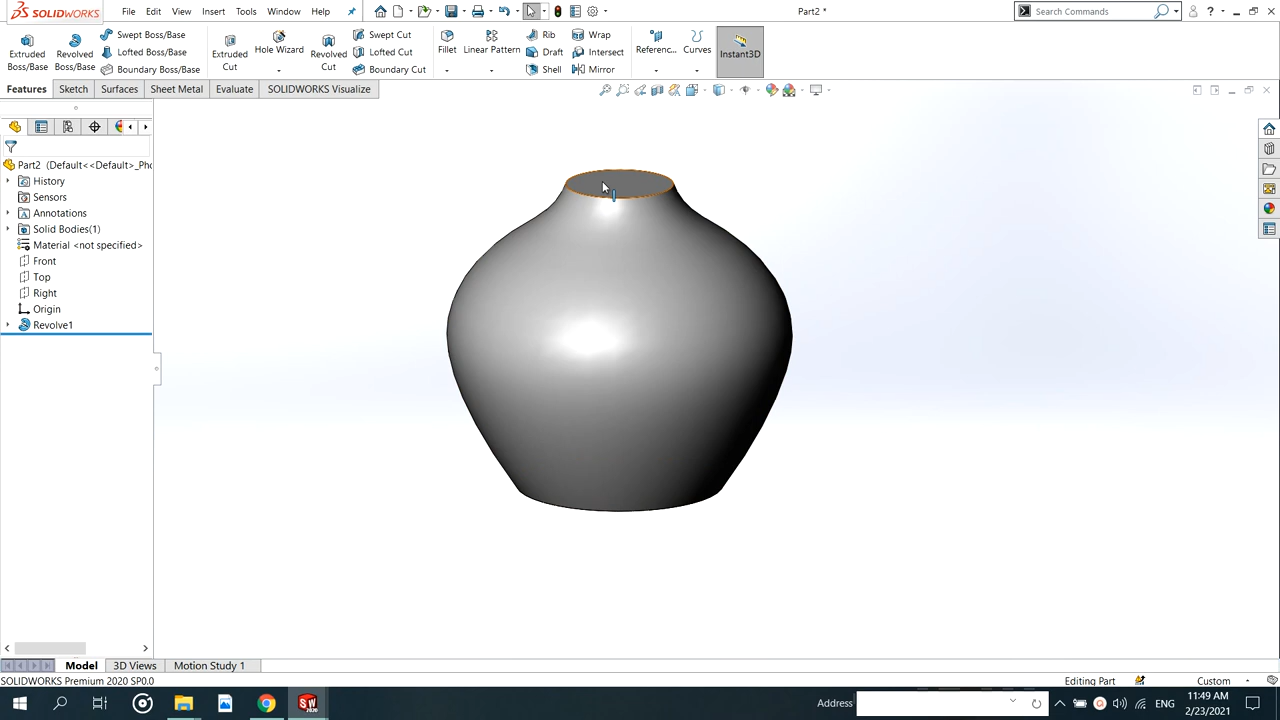 SOLIDWORKS File Edit View Insert Tools Window Help Part2 * Search Commands
Extruded Boss/Base Revolved Boss/Base Swept Boss/Base Lofted Boss/Base Boundary Boss/Base
Extruded Cut Hole Wizard Revolved Cut Swept Cut Lofted Cut Boundary Cut
Fillet Linear Pattern Rib Draft Shell Wrap Intersect Mirror
Referenc... Curves Instant3D
Features Sketch Surfaces Sheet Metal Evaluate SOLIDWORKS Visualize
Part2 (Default<<Default>_Pho
History
Sensors
Annotations
Solid Bodies(1)
Material <not specified>
Front
Top
Right
Origin
Revolve1
Model 3D Views Motion Study 1
SOLIDWORKS Premium 2020 SP0.0 Editing Part Custom
Address ENG 11:49 AM
2/23/2021